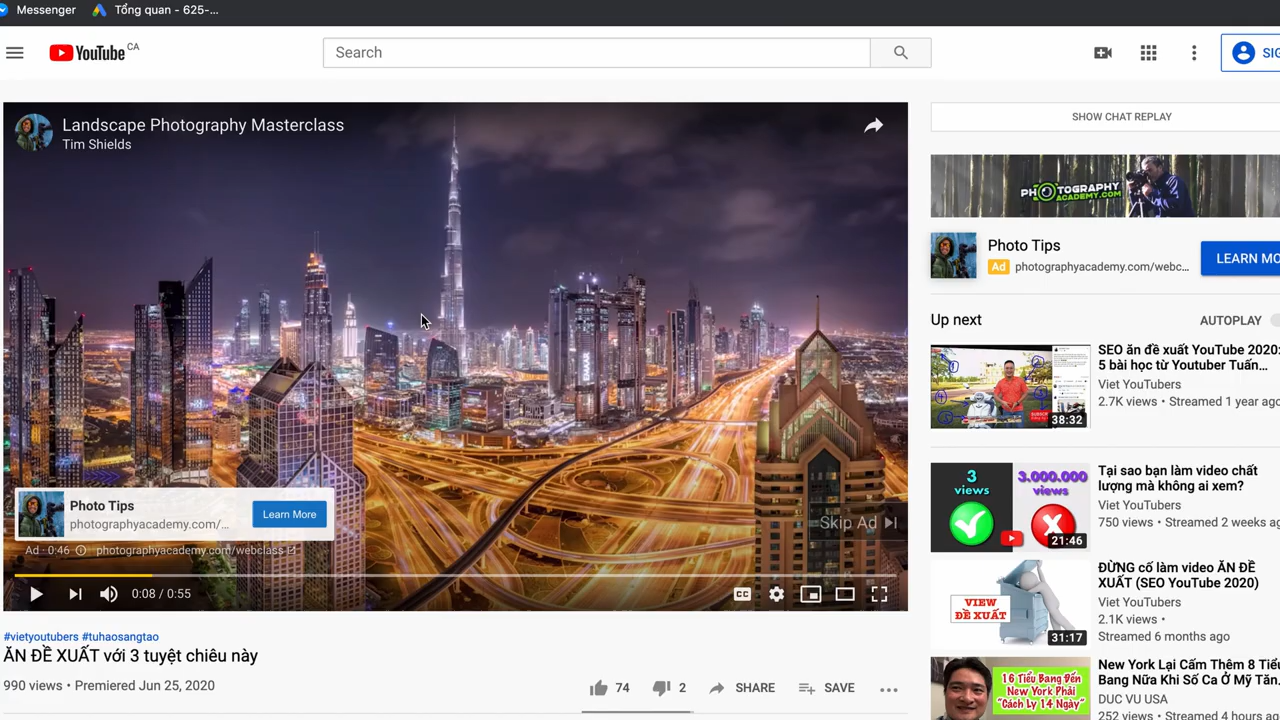 Messenger
Tổng quan - 625-...
YouTube CA
Search
SHOW CHAT REPLAY
Landscape Photography Masterclass
Tim Shields
PHOTOGRAPHY
ACADEMY.COM
Photo Tips
Ad photographyacademy.com/webc...
LEARN MO
Up next
AUTOPLAY
SEO ăn đề xuất YouTube 2020:
5 bài học từ Youtuber Tuấn...
Viet YouTubers
2.7K views • Streamed 1 year ago
38:32
3
views
3.000.000
views
21:46
Tại sao bạn làm video chất
lượng mà không ai xem?
Viet YouTubers
750 views • Streamed 2 weeks ag
Photo Tips
photographyacademy.com/...
Learn More
Skip Ad
Ad · 0:46 photographyacademy.com/webclass
0:08 / 0:55
CC
VIEW
ĐỀ XUẤT
31:17
ĐỪNG cố làm video ĂN ĐỀ
XUẤT (SEO YouTube 2020)
Viet YouTubers
2.1K views •
Streamed 6 months ago
#vietyoutubers #tuhaosangtao
ĂN ĐỀ XUẤT với 3 tuyệt chiêu này
990 views • Premiered Jun 25, 2020
74
2
SHARE
SAVE
16 Tiểu Bang Đến
New York Phải
"Cách Ly 14 Ngày"
New York Lại Cấm Thêm 8 Tiểu
Bang Nữa Khi Số Ca Ở Mỹ Tăn
DUC VU USA
252 views • Streamed 4 hours ag